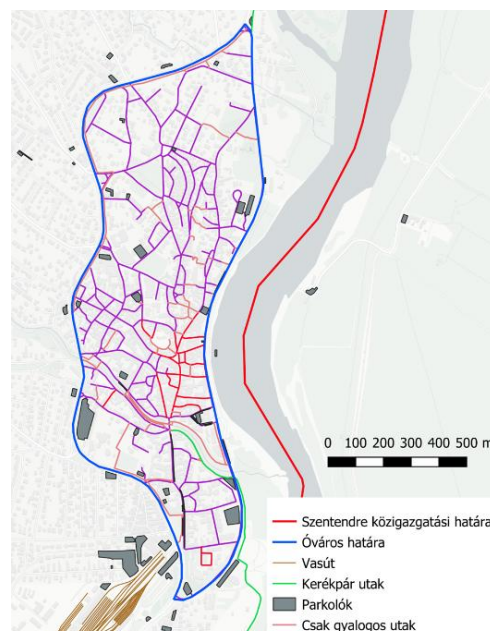 0 100 200 300 400 500 m
Szentendre közigazgatási határa
Óváros határa
Vasút
Kerékpár utak
Parkolók
Csak gyalogos utak